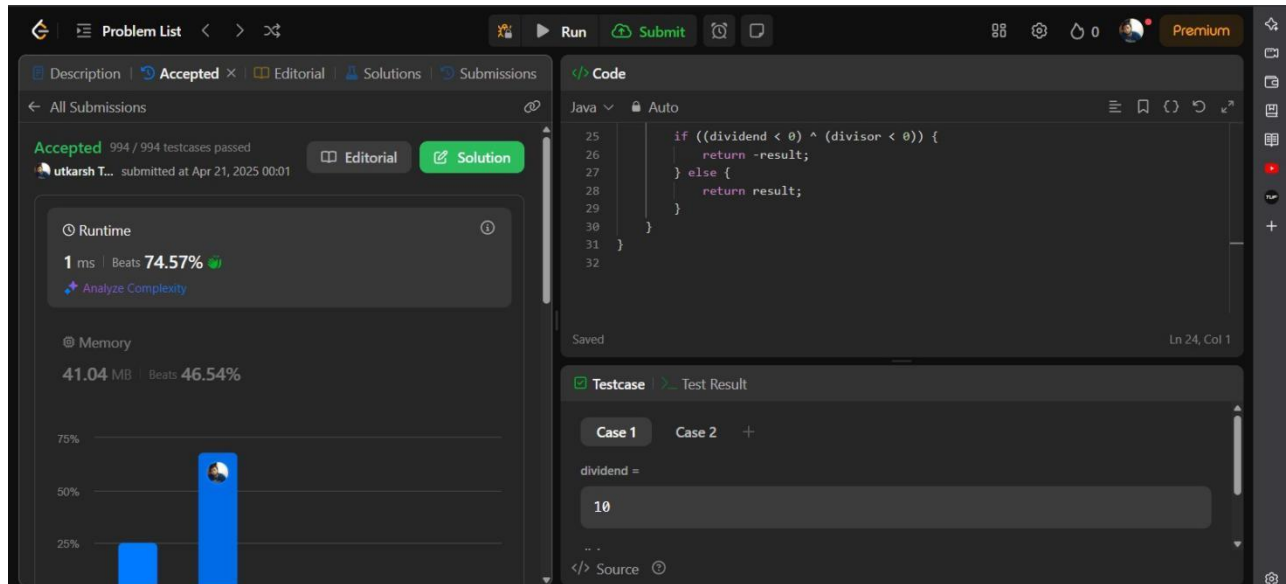 Problem List
Run
Submit
0
Premium
Description
Accepted
Editorial
Solutions
Submissions
All Submissions
Accepted 994 / 994 testcases passed
utkarsh T... submitted at Apr 21, 2025 00:01
Editorial
Solution
Runtime
1 ms | Beats 74.57%
Analyze Complexity
Memory
41.04 MB | Beats 46.54%
75%
50%
25%
</> Code
Java
Auto
25 if ((dividend < 0) ^ (divisor < 0)) {
26 return -result;
27 } else {
28 return result;
29 }
30 }
31 }
32
Saved
Ln 24, Col 1
Testcase
>_ Test Result
Case 1
Case 2
+
dividend =
10
</> Source
TUF